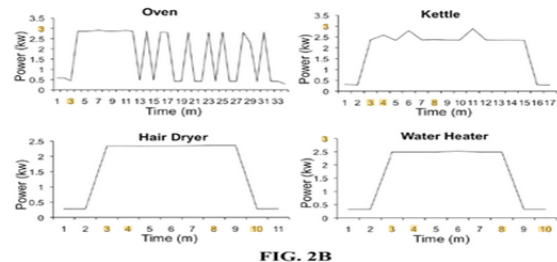 Oven
Kettle
Power (kw)
3.5
3
2.5
2
1.5
1
0.5
0
1 3 5 7 9 11 13 15 17 19 21 23 25 27 29 31 33
Time (m)
Power (kw)
3.5
3
2.5
2
1.5
1
0.5
0
1 2 3 4 5 6 7 8 9 10 11 12 13 14 15 16 17
Time (m)
Hair Dryer
Water Heater
Power (kw)
2.5
2
1.5
1
0.5
0
1 2 3 4 5 6 7 8 9 10 11
Time (m)
Power (kw)
3
2.5
2
1.5
1
0.5
0
1 2 3 4 5 6 7 8 9 10
Time (m)
FIG. 2B